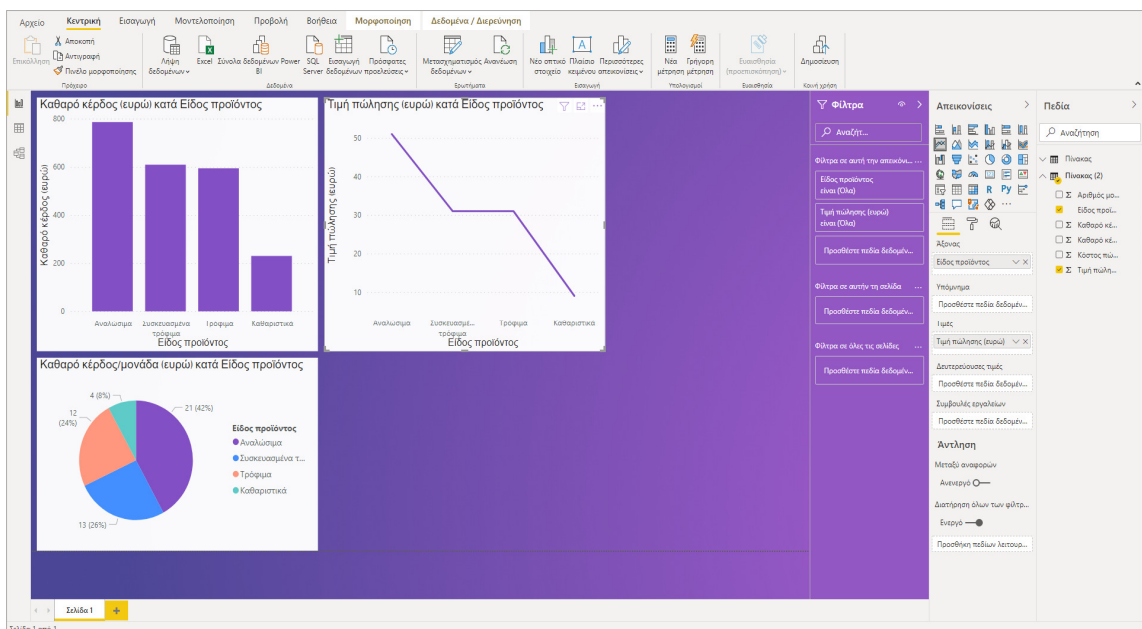 Αρχείο Κεντρική Εισαγωγή Μοντελοποίηση Προβολή Βοήθεια Μορφοποίηση Δεδομένα / Διερεύνηση
Επικόλληση
Αποκοπή
Αντιγραφή
Πινέλο μορφοποίησης
Πρόχειρο
Λήψη δεδομένων
Excel
Σύνολα δεδομένων Power BI
SQL Server
Εισαγωγή δεδομένων
Πρόσφατες προελεύσεις
Δεδομένα
Μετασχηματισμός δεδομένων
Ανανέωση
Ερωτήματα
Νέο οπτικό στοιχείο
Πλαίσιο κειμένου
Περισσότερες απεικονίσεις
Εισαγωγή
Νέα μέτρηση
Γρήγορη μέτρηση
Υπολογισμοί
Ευαισθησία (προεπισκόπηση)
Ευαισθησία
Δημοσίευση
Κοινή χρήση
Καθαρό κέρδος (ευρώ) κατά Είδος προϊόντος
Καθαρό κέρδος (ευρώ)
800
600
400
200
0
Αναλώσιμα Συσκευασμένα τρόφιμα Τρόφιμα Καθαριστικά
Είδος προϊόντος
Τιμή πώλησης (ευρώ) κατά Είδος προϊόντος
Τιμή πώλησης (ευρώ)
50
40
30
20
10
Αναλώσιμα Συσκευασμέ... τρόφιμα Τρόφιμα Καθαριστικά
Είδος προϊόντος
Καθαρό κέρδος/μονάδα (ευρώ) κατά Είδος προϊόντος
4 (8%)
12 (24%)
21 (42%)
13 (26%)
Είδος προϊόντος
Αναλώσιμα
Συσκευασμένα τ...
Τρόφιμα
Καθαριστικά
Φίλτρα
Αναζήτ...
Φίλτρα σε αυτή την απεικόνι...
Είδος προϊόντος
είναι (Όλα)
Τιμή πώλησης (ευρώ)
είναι (Όλα)
Προσθέστε πεδία δεδομέν...
Φίλτρα σε αυτήν τη σελίδα ...
Προσθέστε πεδία δεδομέν...
Φίλτρα σε όλες τις σελίδες ...
Προσθέστε πεδία δεδομέν...
Απεικονίσεις
R Py
Άξονας
Είδος προϊόντος
Υπόμνημα
Προσθέστε πεδία δεδομέν...
Τιμές
Τιμή πώλησης (ευρώ)
Δευτερεύουσες τιμές
Προσθέστε πεδία δεδομέν...
Συμβουλές εργαλείων
Προσθέστε πεδία δεδομέν...
Άντληση
Μεταξύ αναφορών
Ανενεργό
Διατήρηση όλων των φίλτρ...
Ενεργό
Προσθήκη πεδίων λειτουρ...
Πεδία
Αναζήτηση
Πίνακας
Πίνακας (2)
Αριθμός μο...
Είδος προϊ...
Καθαρό κέ...
Καθαρό κέ...
Κόστος πώ...
Τιμή πώλη...
Σελίδα 1
Σελίδα 1 από 1